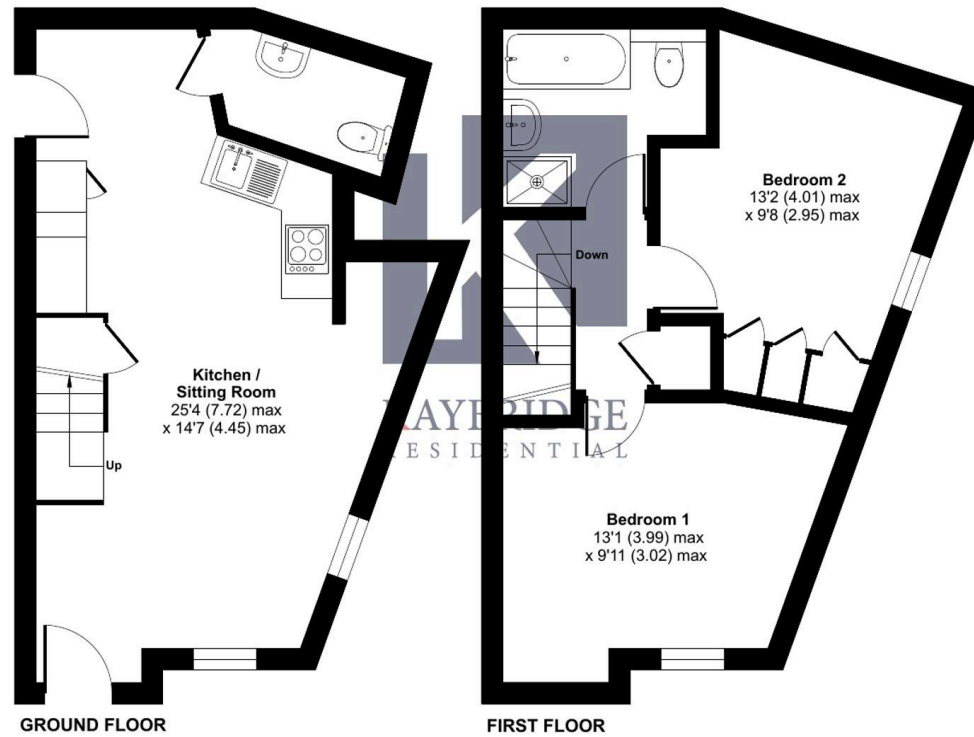 Bedroom 2
13'2 (4.01) max
x 9'8 (2.95) max
Down
Kitchen /
Sitting Room
25'4 (7.72) max
x 14'7 (4.45) max
Up
KAYBRIDGE
RESIDENTIAL
Bedroom 1
13'1 (3.99) max
x 9'11 (3.02) max
GROUND FLOOR
FIRST FLOOR